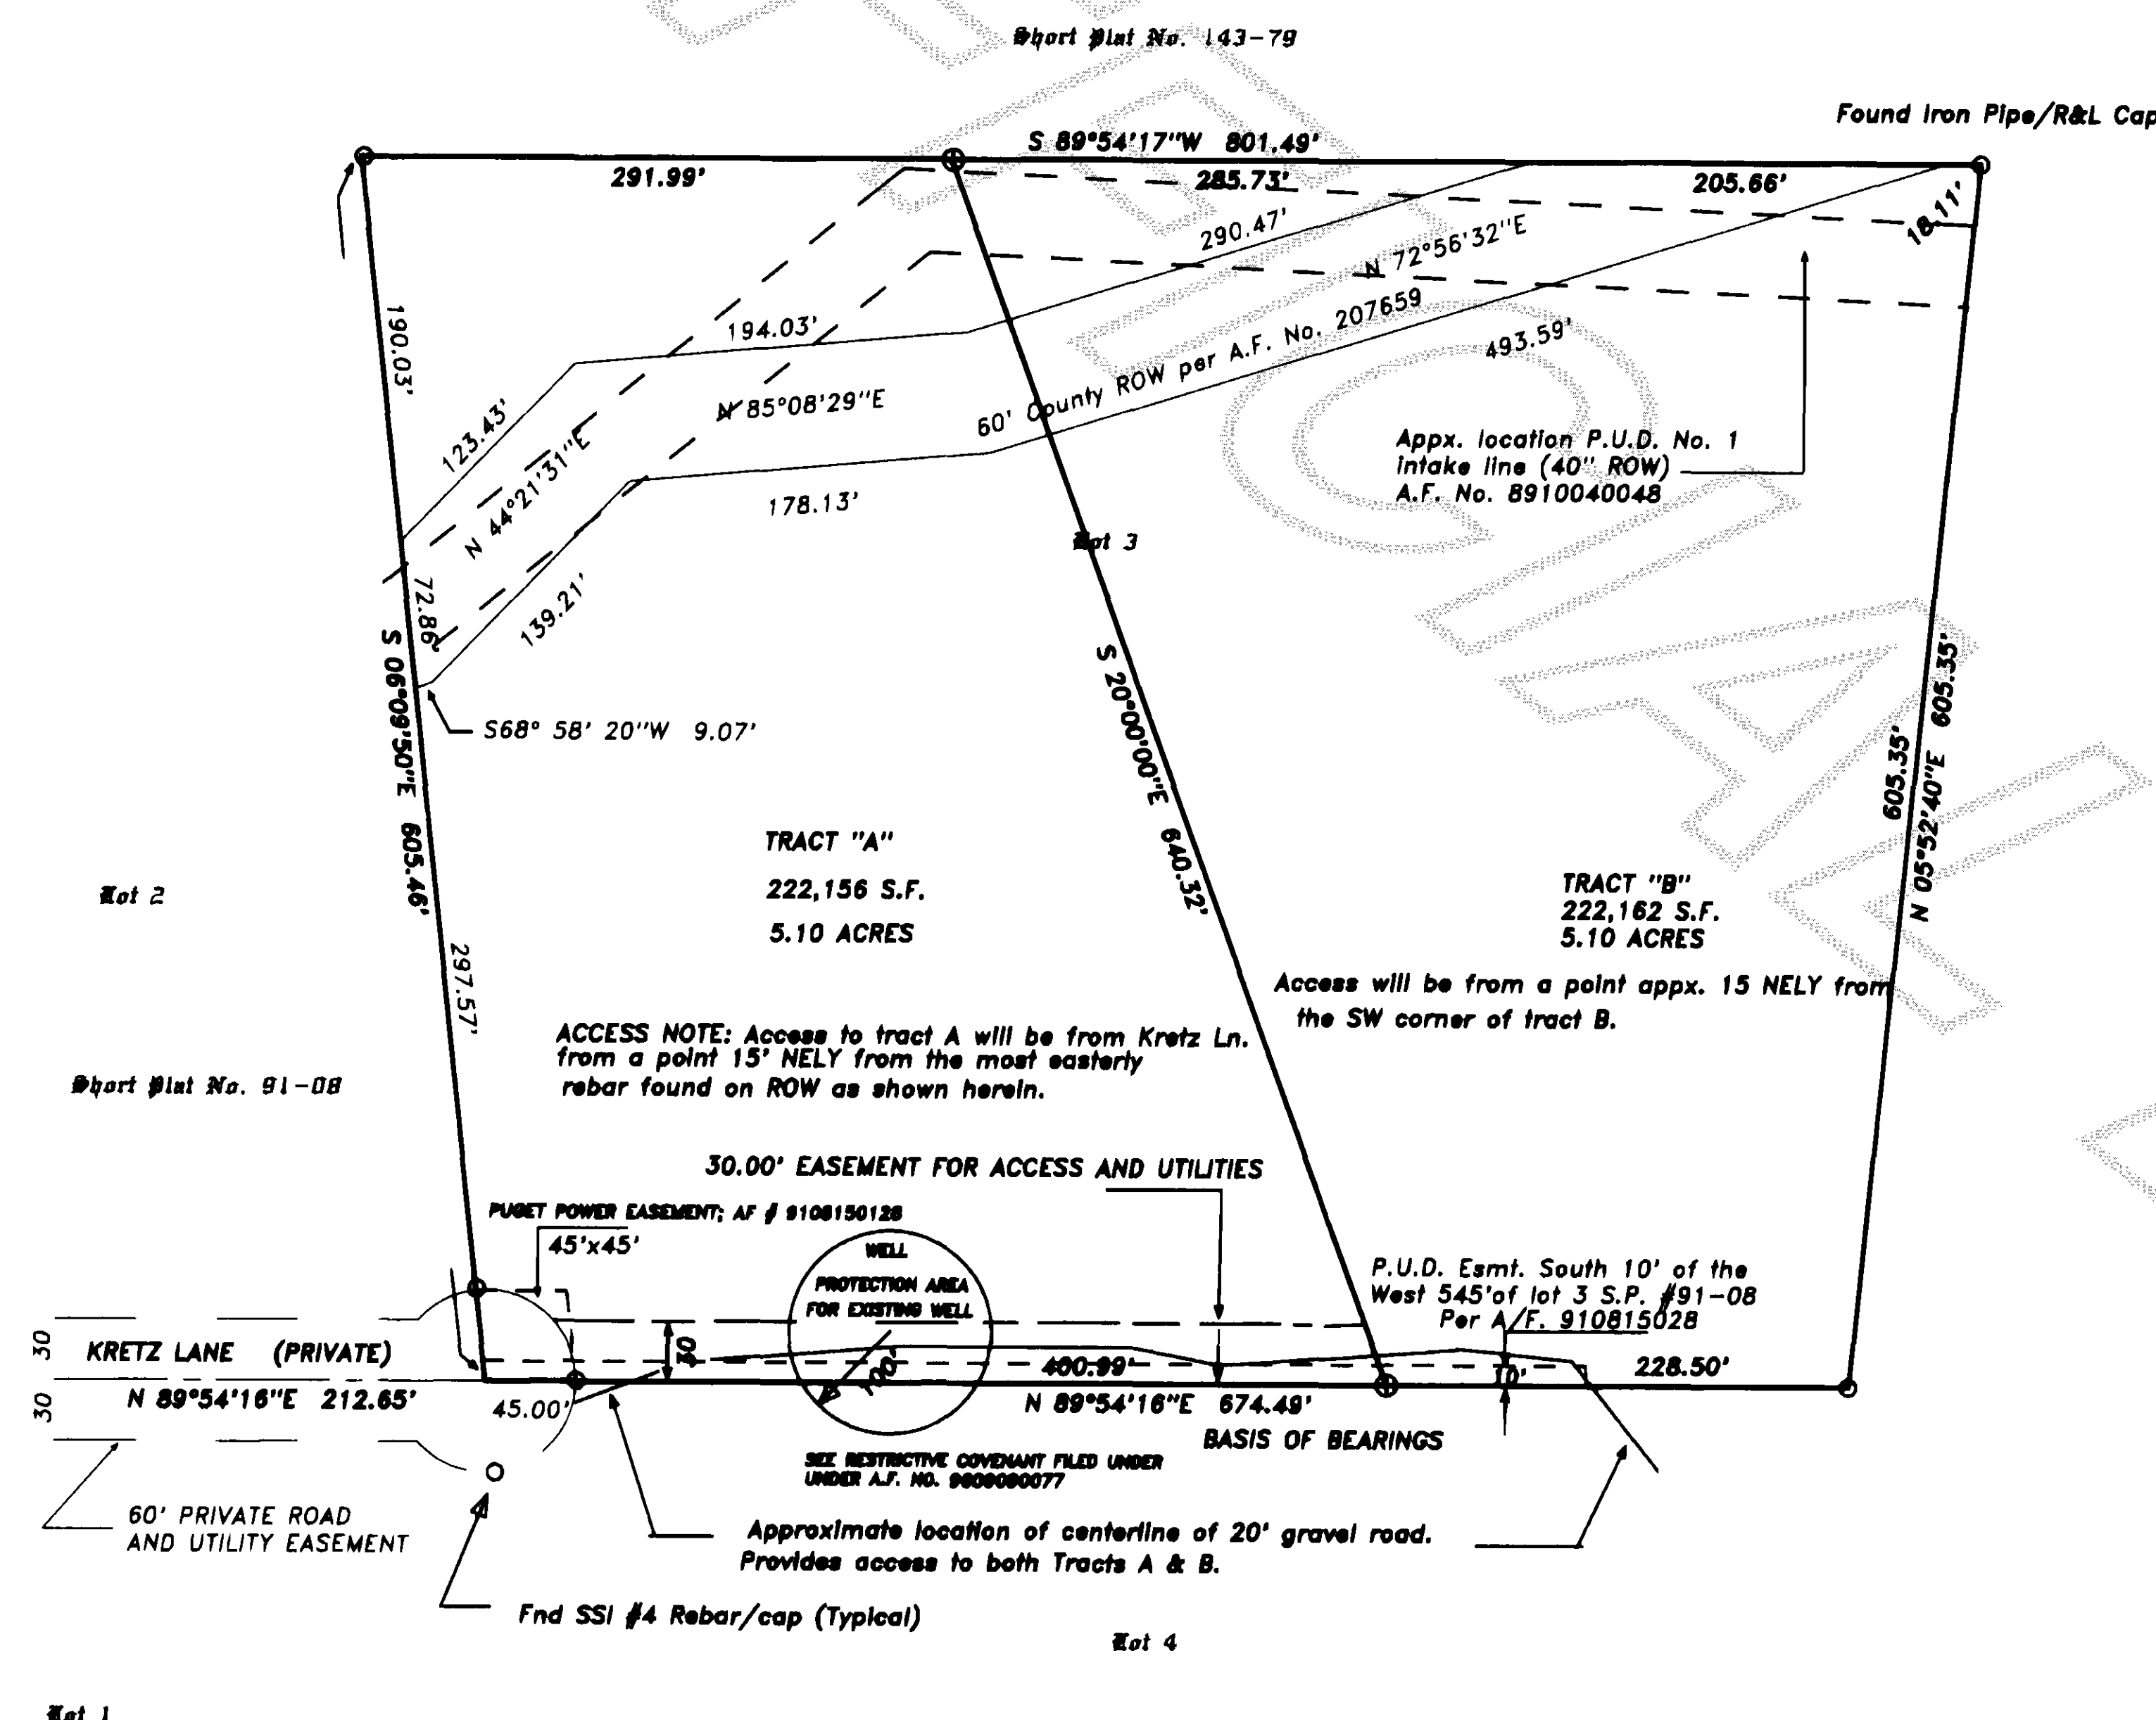 Short Plat No. 143-79
Found Iron Pipe/R&L Cap
S 89°54'17"W 801.49'
291.99'
285.73'
205.66'
18.11'
290.47'
N 72°56'32"E
190.03'
194.03'
60' County ROW per A.F. No. 207659
493.59'
123.43'
N 85°08'29"E
N 44°21'31"E
178.13'
Appx. location P.U.D. No. 1
intake line (40" ROW)
A.F. No. 8910040048
Lot 3
72.86'
139.21'
S68° 58' 20"W 9.07'
S 06°09'50"E 605.46'
S 20°00'00"E 640.32'
605.35'
N 05°52'40"E 605.35'
TRACT "A"
222,156 S.F.
5.10 ACRES
TRACT "B"
222,162 S.F.
5.10 ACRES
Lot 2
297.57'
Access will be from a point appx. 15 NELY from
the SW corner of tract B.
ACCESS NOTE: Access to tract A will be from Kretz Ln.
from a point 15' NELY from the most easterly
rebar found on ROW as shown herein.
Short Plat No. 91-08
30.00' EASEMENT FOR ACCESS AND UTILITIES
PUGET POWER EASEMENT; AF # 9108150128
45'x45'
WELL
PROTECTION AREA
FOR EXISTING WELL
100'
P.U.D. Esmt. South 10' of the
West 545'of lot 3 S.P. #91-08
Per A/F. 910815028
30
KRETZ LANE (PRIVATE)
30
400.99'
10'
228.50'
30
N 89°54'16"E 212.65'
45.00'
N 89°54'16"E 674.49'
BASIS OF BEARINGS
SEE RESTRICTIVE COVENANT FILED UNDER
UNDER A.F. NO.
60' PRIVATE ROAD
AND UTILITY EASEMENT
Approximate location of centerline of 20' gravel road.
Provides access to both Tracts A & B.
Fnd SSI #4 Rebar/cap (Typical)
Lot 4
Lot 1